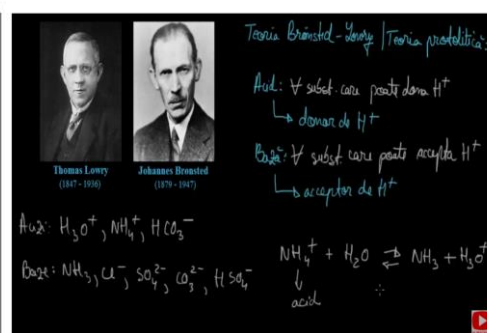 Teoria Brönsted-Lowry | Teoria protolitică:
Acid: ∀ subst. care poate dona H⁺
↳ donor de H⁺
Bază: ∀ subst. care poate accepta H⁺
↳ acceptor de H⁺
Thomas Lowry
(1847 - 1936)
Johannes Bronsted
(1879 - 1947)
Acizi: H₃O⁺, NH₄⁺, HCO₃⁻
Baze: NH₃, Cl⁻, SO₄²⁻, CO₃²⁻, HSO₄⁻
NH₄⁺ + H₂O ⇌ NH₃ + H₃O⁺
↓
acid